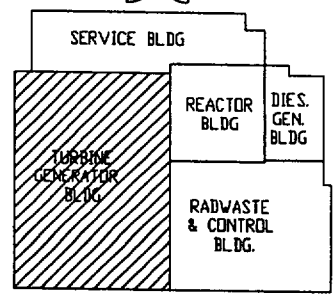 SERVICE BLDG
REACTOR
BLDG
DIES.
GEN.
BLDG
TURBINE
GENERATOR
BLDG
RADWASTE
& CONTROL
BLDG.